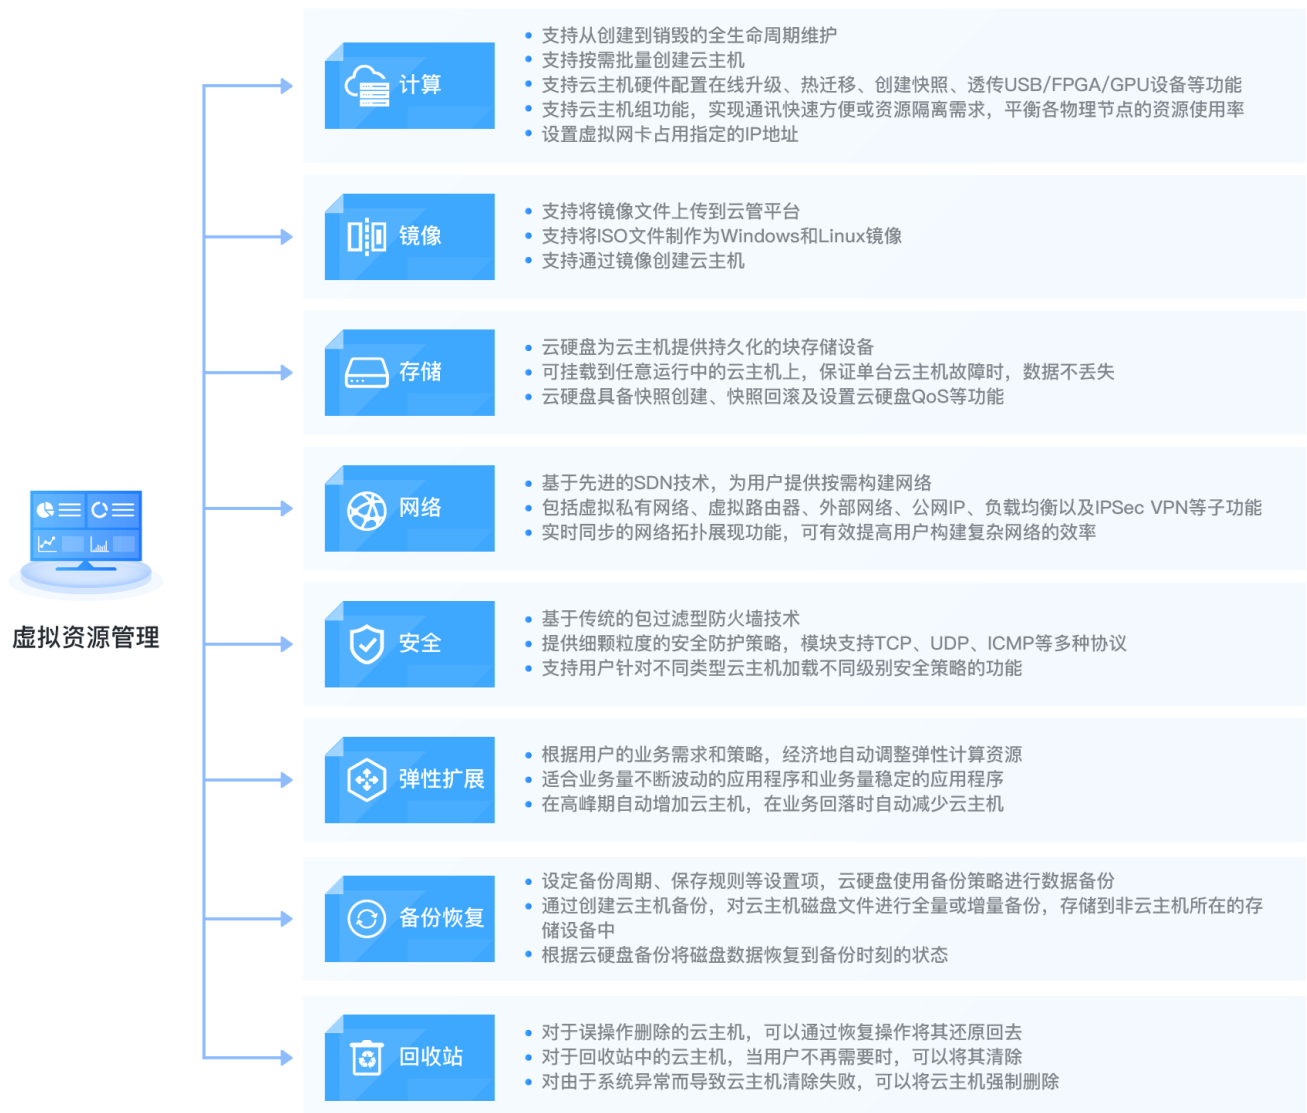 虚拟资源管理
计算
支持从创建到销毁的全生命周期维护
支持按需批量创建云主机
支持云主机硬件配置在线升级、热迁移、创建快照、透传USB/FPGA/GPU设备等功能
支持云主机组功能，实现通讯快速方便或资源隔离需求，平衡各物理节点的资源使用率
设置虚拟网卡占用指定的IP地址
镜像
支持将镜像文件上传到云管平台
支持将ISO文件制作为Windows和Linux镜像
支持通过镜像创建云主机
存储
云硬盘为云主机提供持久化的块存储设备
可挂载到任意运行中的云主机上，保证单台云主机故障时，数据不丢失
云硬盘具备快照创建、快照回滚及设置云硬盘QoS等功能
网络
基于先进的SDN技术，为用户提供按需构建网络
包括虚拟私有网络、虚拟路由器、外部网络、公网IP、负载均衡以及IPSec VPN等子功能
实时同步的网络拓扑展现功能，可有效提高用户构建复杂网络的效率
安全
基于传统的包过滤型防火墙技术
提供细颗粒度的安全防护策略，模块支持TCP、UDP、ICMP等多种协议
支持用户针对不同类型云主机加载不同级别安全策略的功能
弹性扩展
根据用户的业务需求和策略，经济地自动调整弹性计算资源
适合业务量不断波动的应用程序和业务量稳定的应用程序
在高峰期自动增加云主机，在业务回落时自动减少云主机
备份恢复
设定备份周期、保存规则等设置项，云硬盘使用备份策略进行数据备份
通过创建云主机备份，对云主机磁盘文件进行全量或增量备份，存储到非云主机所在的存
储设备中
根据云硬盘备份将磁盘数据恢复到备份时刻的状态
回收站
对于误操作删除的云主机，可以通过恢复操作将其还原回去
对于回收站中的云主机，当用户不再需要时，可以将其清除
对由于系统异常而导致云主机清除失败，可以将云主机强制删除